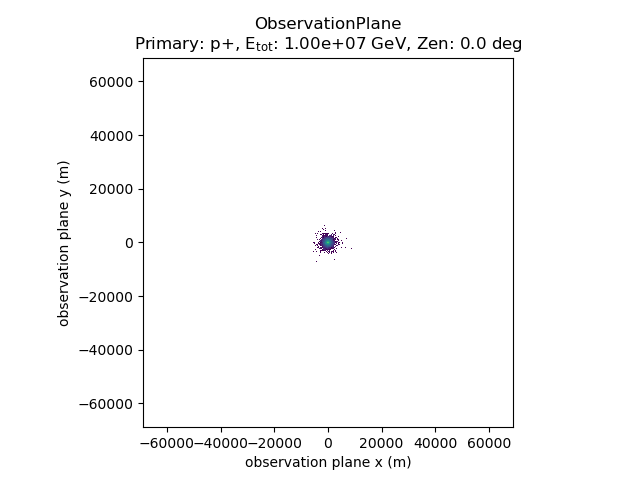 ObservationPlane
Primary: p+, E_tot: 1.00e+07 GeV, Zen: 0.0 deg
observation plane y (m)
60000
40000
20000
0
−20000
−40000
−60000
−60000 −40000 −20000 0 20000 40000 60000
observation plane x (m)